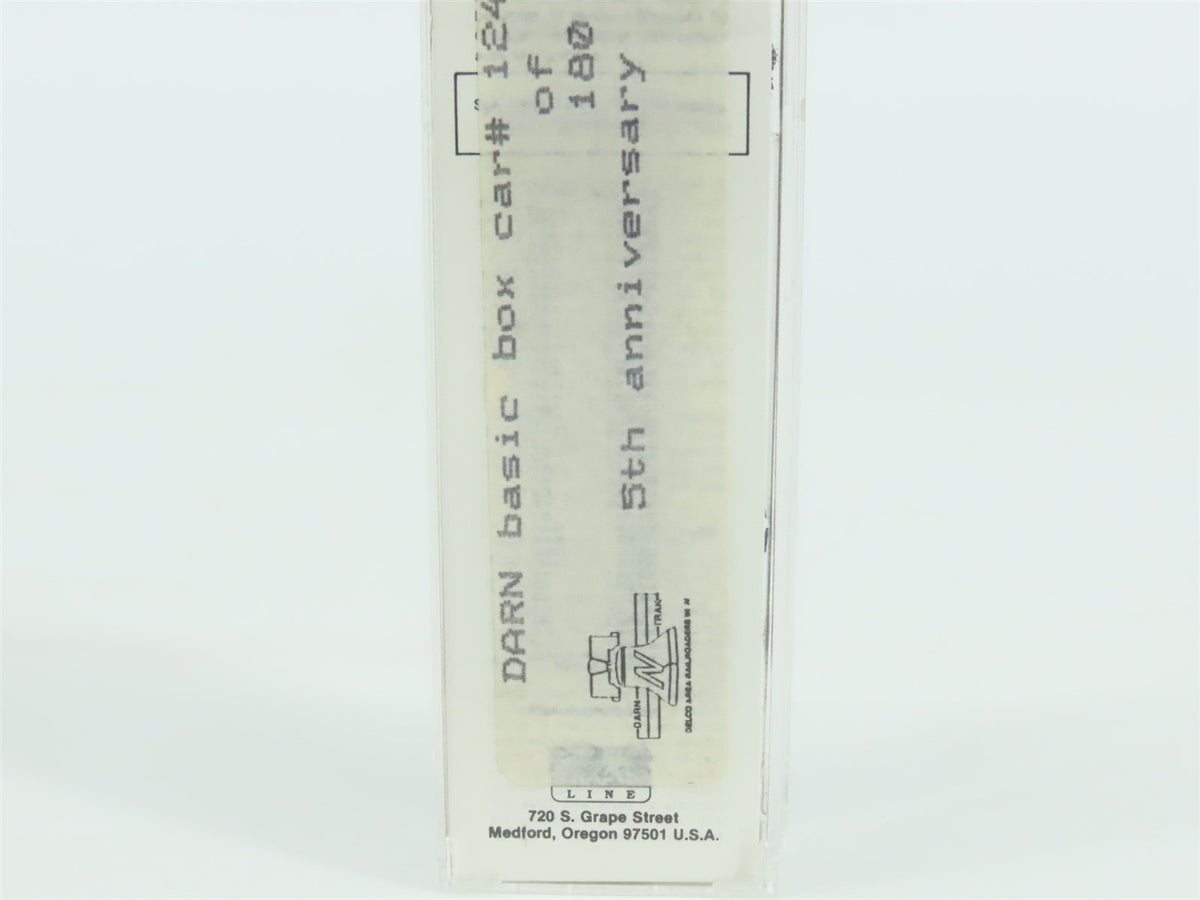 DARN basic box car# 124
of
180
5th anniversary
DARN
TRAK
DELCO AREA RAILROADERS IN N
LINE
720 S. Grape Street
Medford, Oregon 97501 U.S.A.